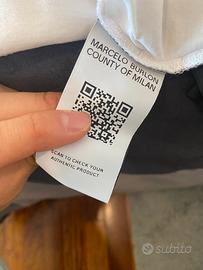 MARCELO BURLON
COUNTY OF MILAN
SCAN TO CHECK YOUR
AUTHENTIC PRODUCT
subito